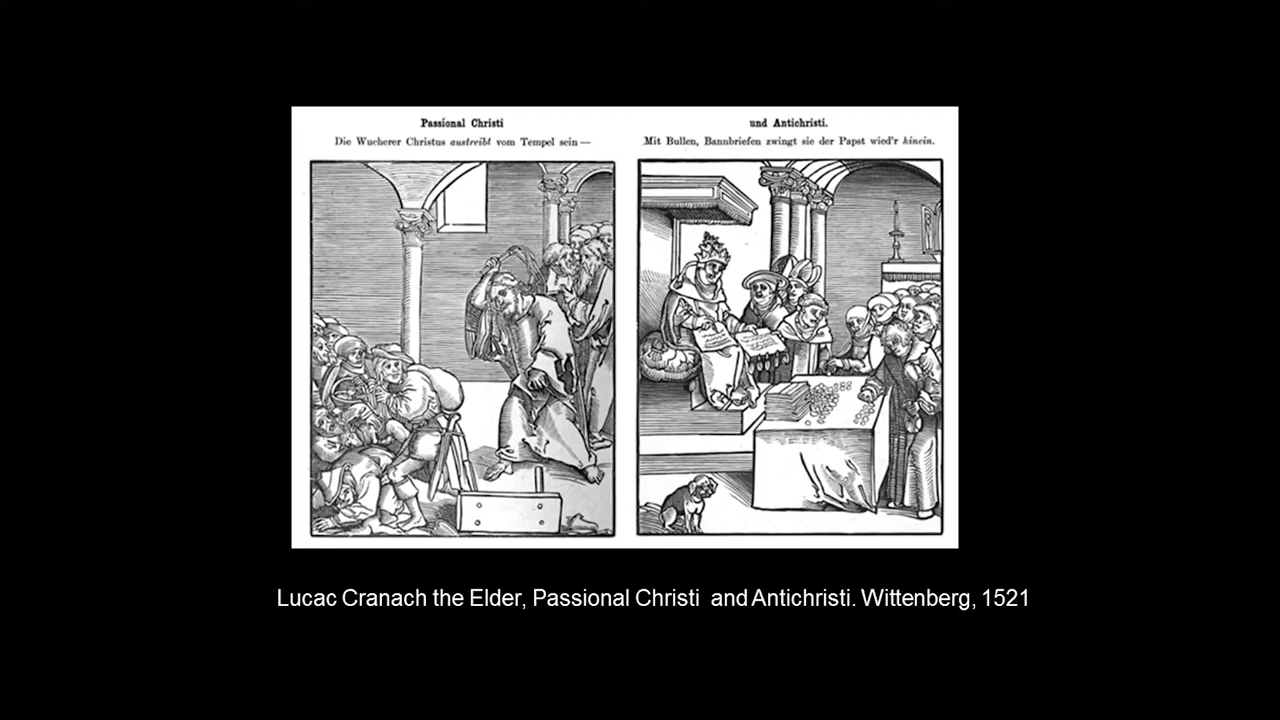 Passional Christi
Die Wucherer Christus austreibt vom Tempel sein —
und Antichristi.
Mit Bullen, Bannbriefen zwingt sie der Papst wied'r hinein.
Lucac Cranach the Elder, Passional Christi and Antichristi. Wittenberg, 1521